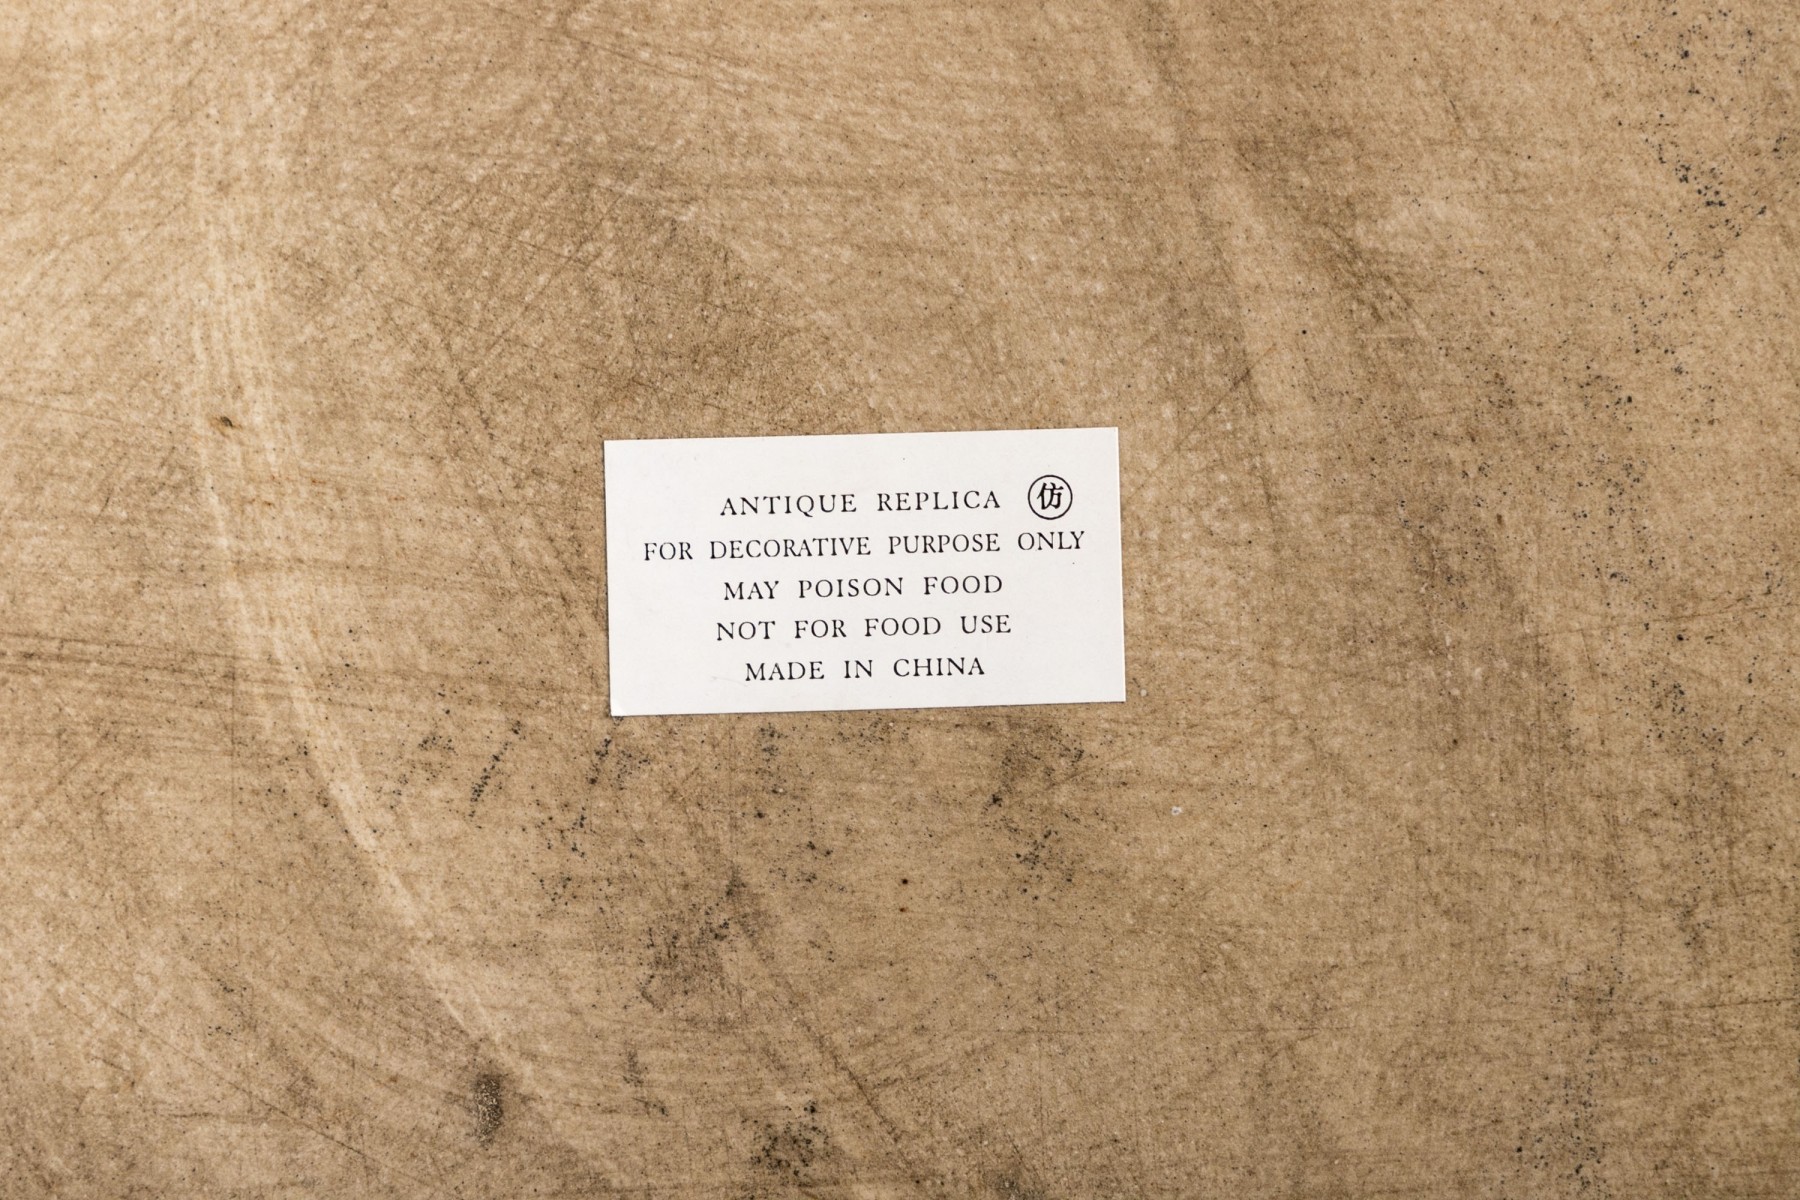 ANTIQUE REPLICA 仿
FOR DECORATIVE PURPOSE ONLY
MAY POISON FOOD
NOT FOR FOOD USE
MADE IN CHINA